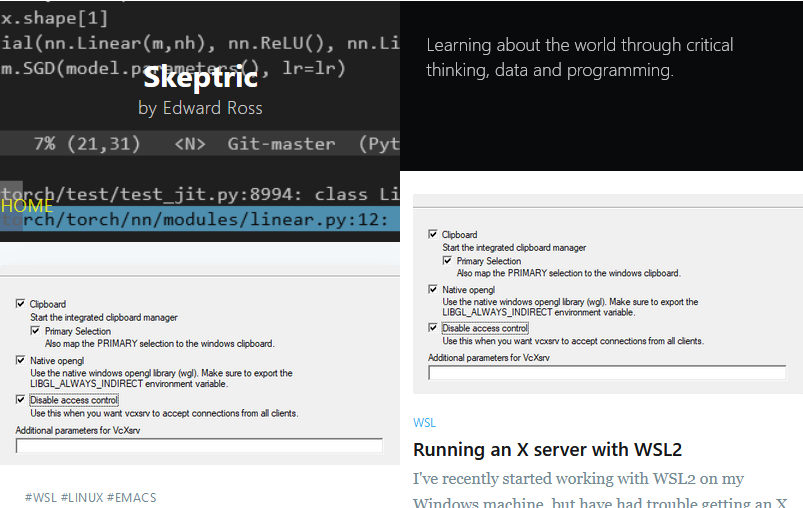 x.shape[1]
ial(nn.Linear(m,nh), nn.ReLU(), nn.Li
m.SGD(model.parameters(), lr=lr)
Skeptric
by Edward Ross
7% (21,31) <N> Git-master (Pyt
torch/test/test_jit.py:8994: class Li
HOME
torch/torch/nn/modules/linear.py:12:
Clipboard
Start the integrated clipboard manager
Primary Selection
Also map the PRIMARY selection to the windows clipboard.
Native opengl
Use the native windows opengl library (wgl). Make sure to export the
LIBGL_ALWAYS_INDIRECT environment variable.
Disable access control
Use this when you want vcxsrv to accept connections from all clients.
Additional parameters for VcXsrv
#WSL #LINUX #EMACS
Learning about the world through critical
thinking, data and programming.
Clipboard
Start the integrated clipboard manager
Primary Selection
Also map the PRIMARY selection to the windows clipboard.
Native opengl
Use the native windows opengl library (wgl). Make sure to export the
LIBGL_ALWAYS_INDIRECT environment variable.
Disable access control
Use this when you want vcxsrv to accept connections from all clients.
Additional parameters for VcXsrv
WSL
Running an X server with WSL2
I've recently started working with WSL2 on my
Windows machine, but have had trouble getting an X